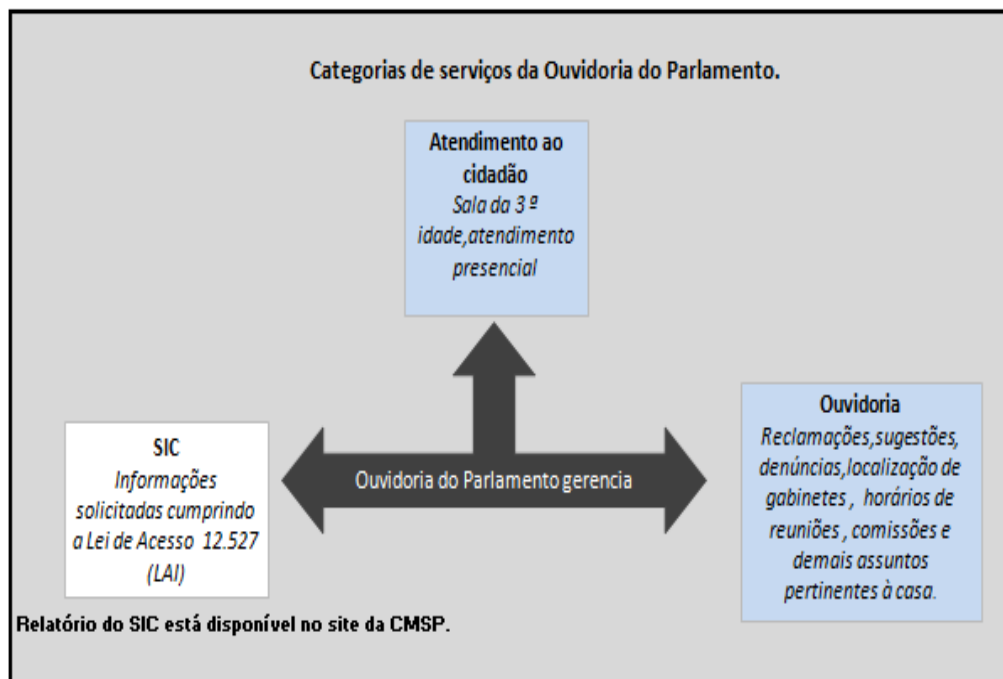 Categorias de serviços da Ouvidoria do Parlamento.
Atendimento ao
cidadão
Sala da 3 ª
idade,atendimento
presencial
SIC
Informações
solicitadas cumprindo
a Lei de Acesso 12.527
(LAI)
Ouvidoria do Parlamento gerencia
Ouvidoria
Reclamações,sugestões,
denúncias,localização de
gabinetes , horários de
reuniões , comissões e
demais assuntos
pertinentes à casa.
Relatório do SIC está disponível no site da CMSP.